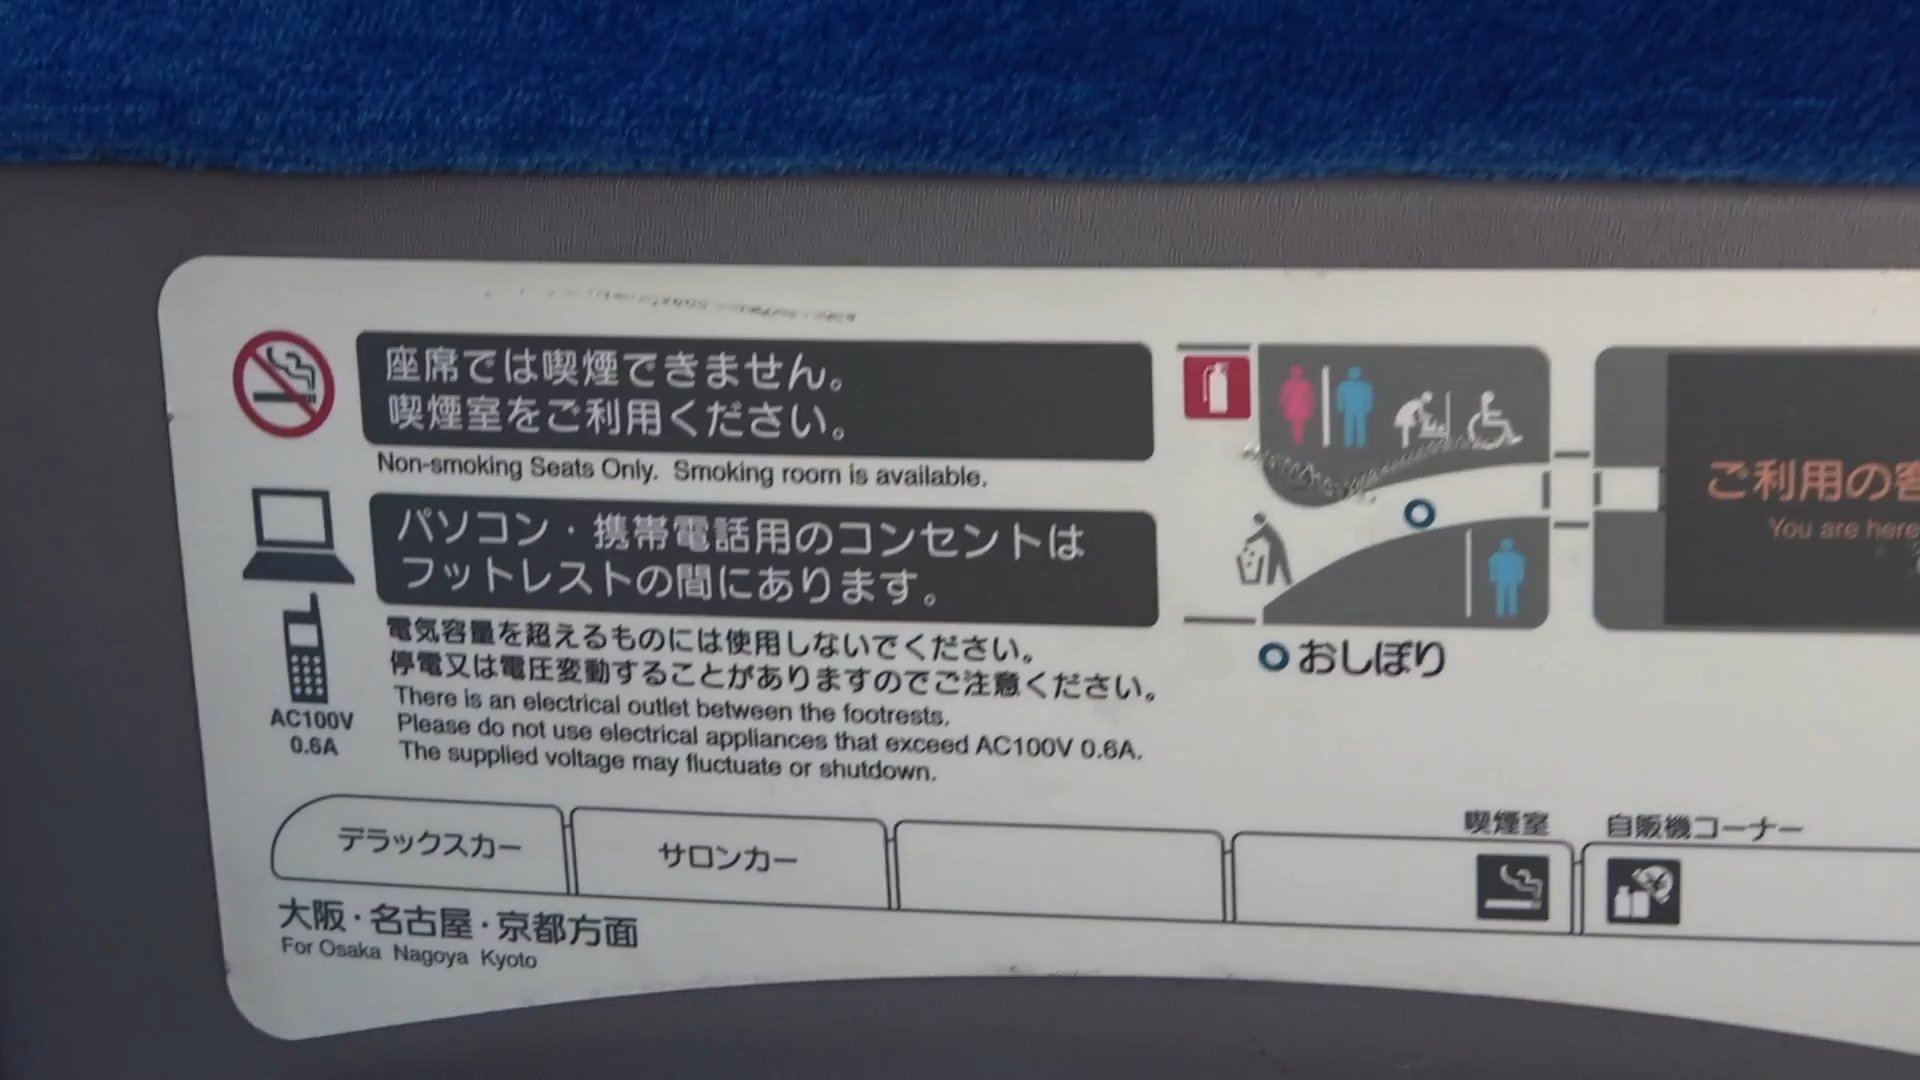 座席では喫煙できません。
喫煙室をご利用ください。
Non-smoking Seats Only. Smoking room is available.
パソコン・携帯電話用のコンセントは
フットレストの間にあります。
電気容量を超えるものには使用しないでください。
停電又は電圧変動することがありますのでご注意ください。
There is an electrical outlet between the footrests.
Please do not use electrical appliances that exceed AC100V 0.6A.
The supplied voltage may fluctuate or shutdown.
AC100V
0.6A
ご利用の客
You are here
おしぼり
デラックスカー
サロンカー
喫煙室
自販機コーナー
大阪・名古屋・京都方面
For Osaka Nagoya Kyoto